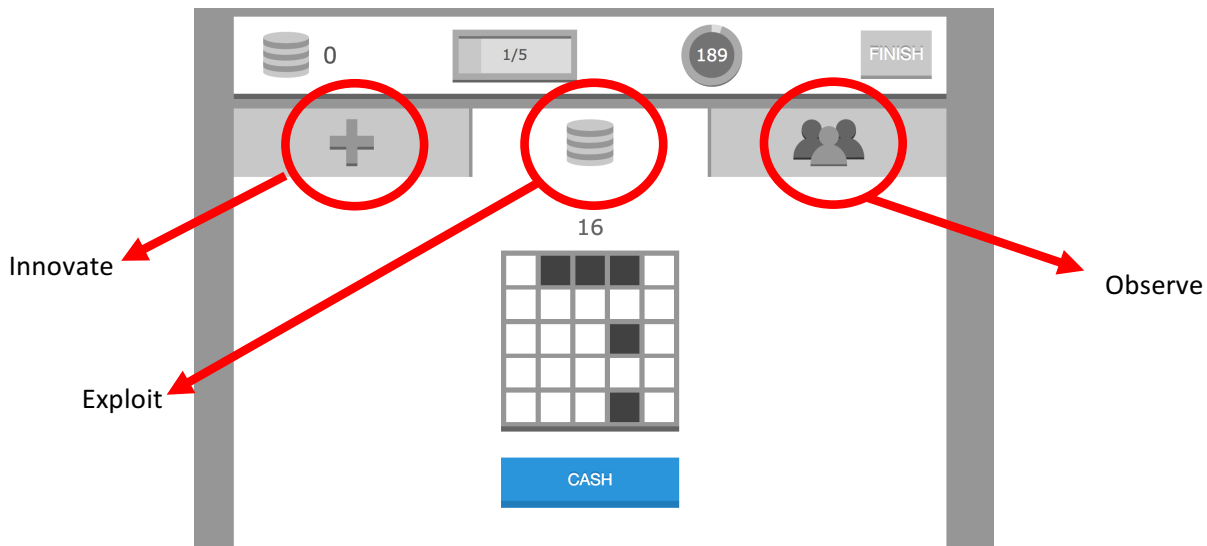 0
1/5
189
FINISH
16
Innovate
Observe
Exploit
CASH